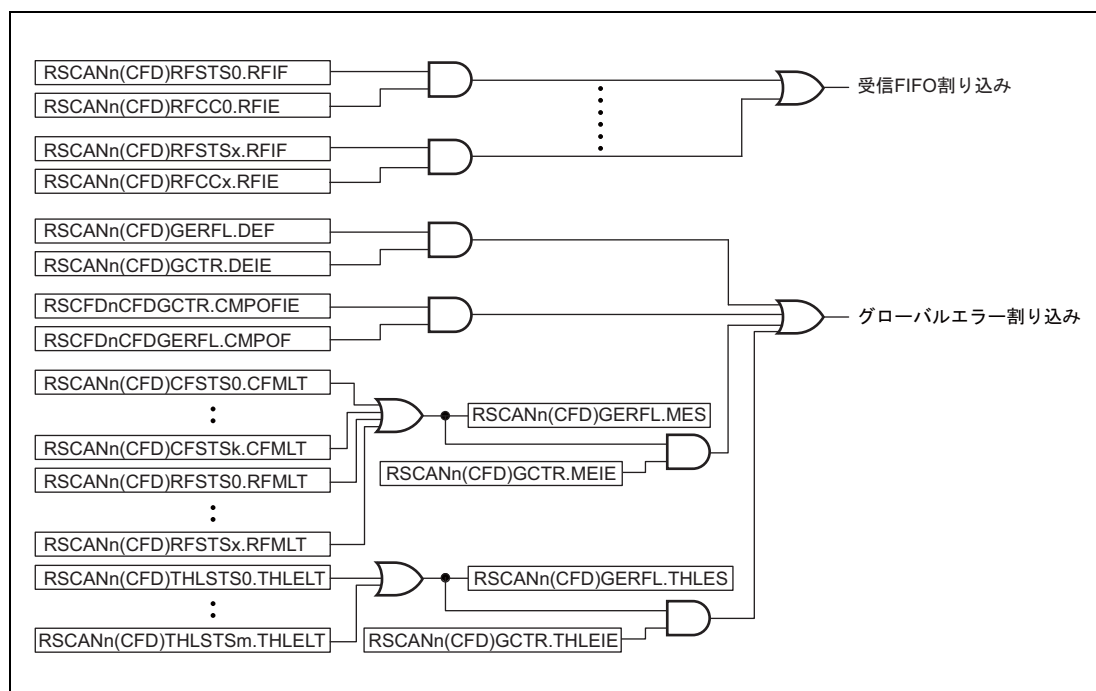 RSCANn(CFD)RFSTS0.RFIF
RSCANn(CFD)RFCC0.RFIE
受信FIFO割り込み
RSCANn(CFD)RFSTSx.RFIF
RSCANn(CFD)RFCCx.RFIE
RSCANn(CFD)GERFL.DEF
RSCANn(CFD)GCTR.DEIE
RSCFDnCFDGCTR.CMPOFIE
RSCFDnCFDGERFL.CMPOF
グローバルエラー割り込み
RSCANn(CFD)CFSTS0.CFMLT
RSCANn(CFD)CFSTSk.CFMLT
RSCANn(CFD)RFSTS0.RFMLT
RSCANn(CFD)RFSTSx.RFMLT
RSCANn(CFD)GERFL.MES
RSCANn(CFD)GCTR.MEIE
RSCANn(CFD)THLSTS0.THLELT
RSCANn(CFD)THLSTSm.THLELT
RSCANn(CFD)GERFL.THLES
RSCANn(CFD)GCTR.THLEIE